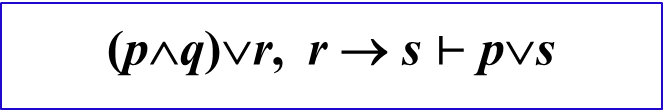 (p∧q)∨r, r → s ⊢ p∨s